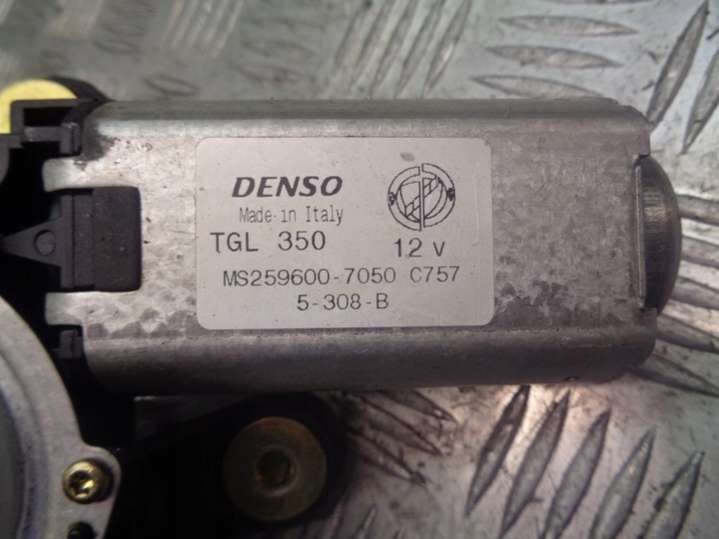 DENSO
Made in Italy
TGL 350 12 V
MS259600-7050 C757
5-308-B